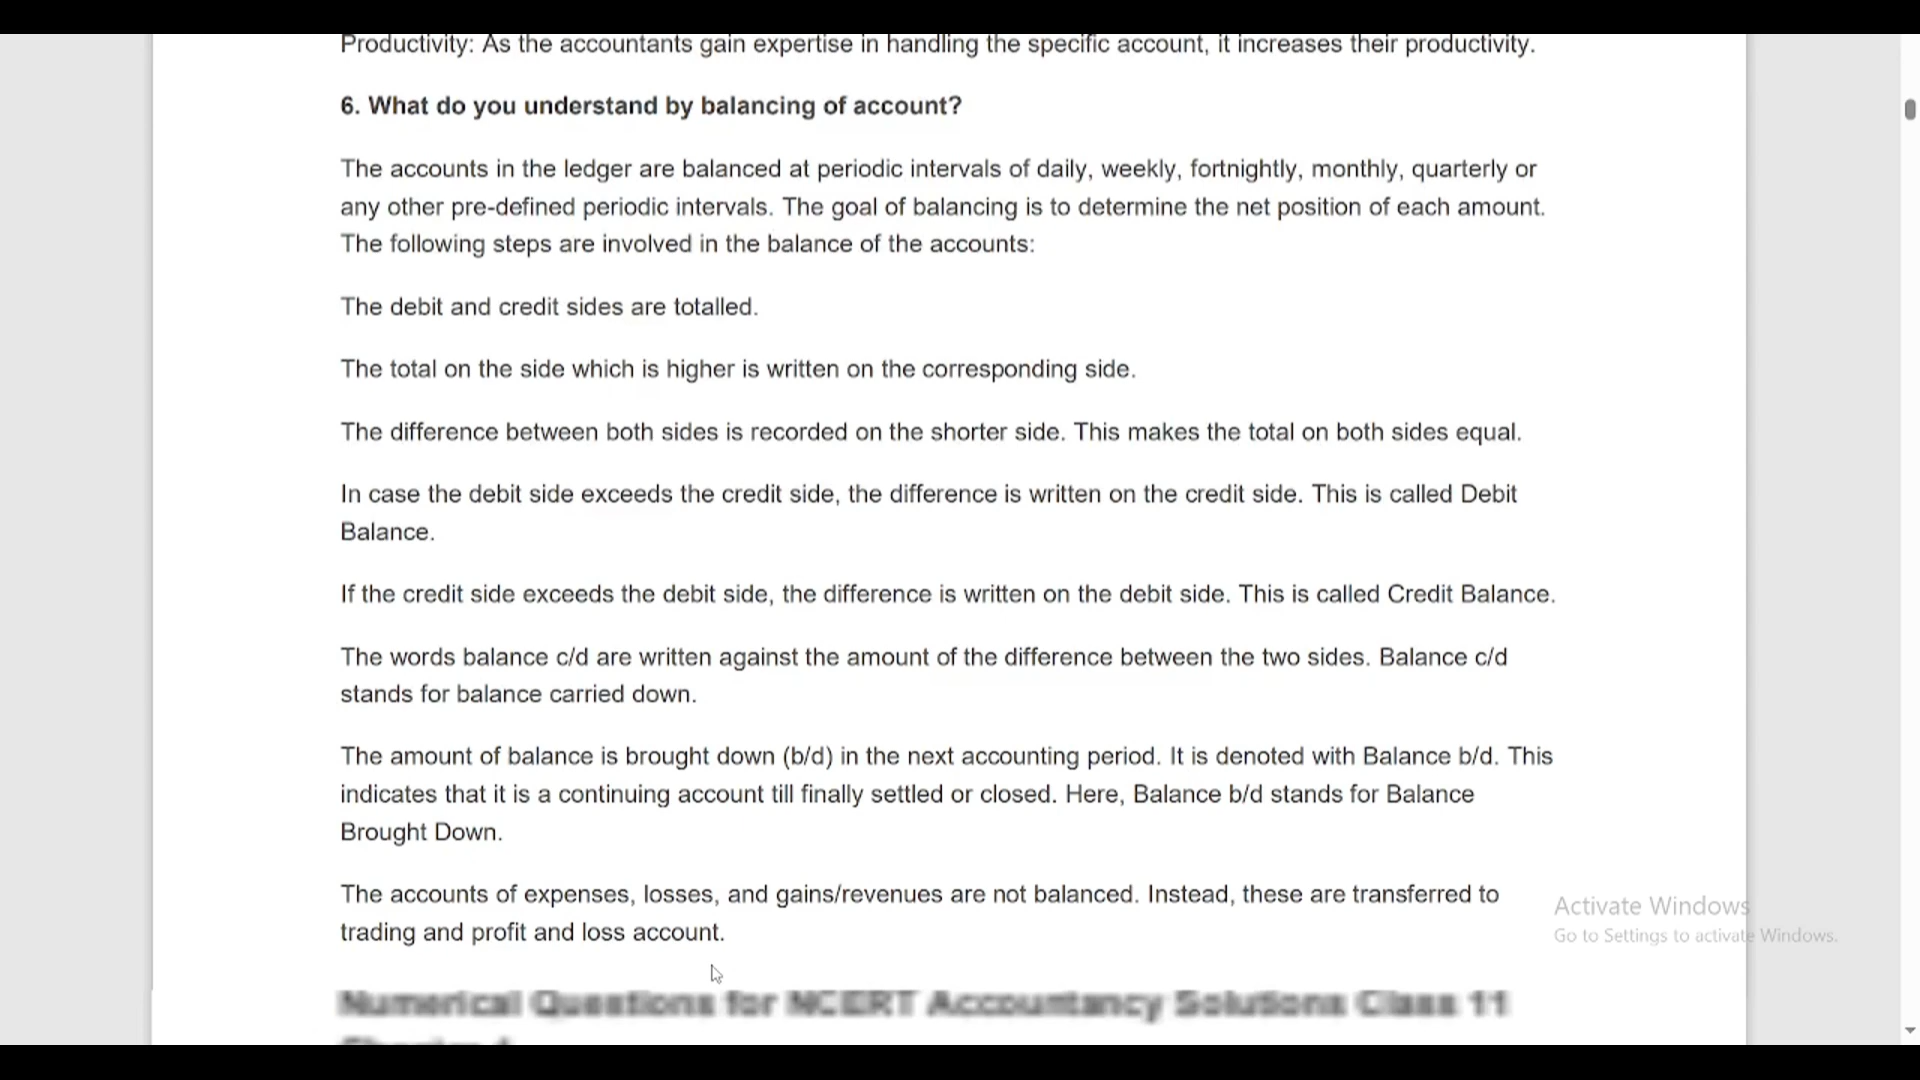 Productivity: As the accountants gain expertise in handling the specific account, it increases their productivity.
6. What do you understand by balancing of account?
The accounts in the ledger are balanced at periodic intervals of daily, weekly, fortnightly, monthly, quarterly or
any other pre-defined periodic intervals. The goal of balancing is to determine the net position of each amount.
The following steps are involved in the balance of the accounts:
The debit and credit sides are totalled.
The total on the side which is higher is written on the corresponding side.
The difference between both sides is recorded on the shorter side. This makes the total on both sides equal.
In case the debit side exceeds the credit side, the difference is written on the credit side. This is called Debit
Balance.
If the credit side exceeds the debit side, the difference is written on the debit side. This is called Credit Balance.
The words balance c/d are written against the amount of the difference between the two sides. Balance c/d
stands for balance carried down.
The amount of balance is brought down (b/d) in the next accounting period. It is denoted with Balance b/d. This
indicates that it is a continuing account till finally settled or closed. Here, Balance b/d stands for Balance
Brought Down.
The accounts of expenses, losses, and gains/revenues are not balanced. Instead, these are transferred to
trading and profit and loss account.
Activate Windows
Go to Settings to activate Windows.
Numerical Questions for NCERT Accountancy Solutions Class 11